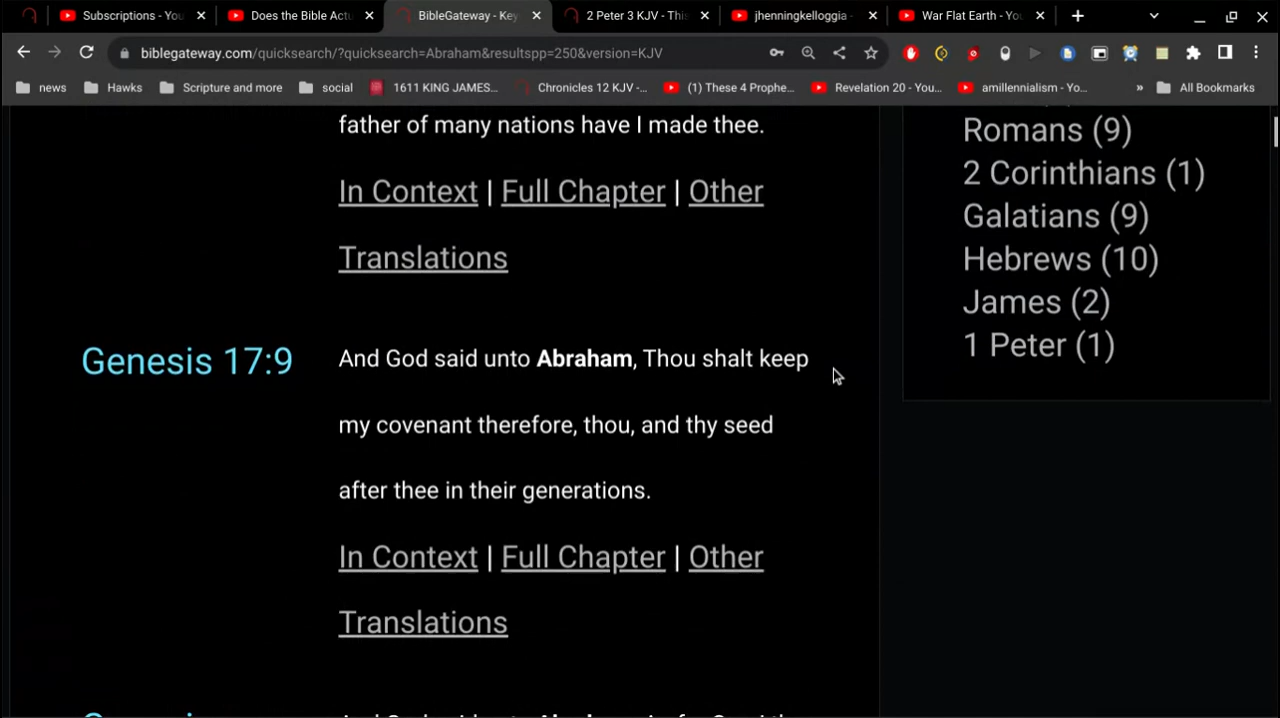 Subscriptions - You
Does the Bible Actu
BibleGateway - Key
2 Peter 3 KJV - This
jhenningkelloggia -
War Flat Earth - You
biblegateway.com/quicksearch/?quicksearch=Abraham&resultspp=250&version=KJV
news
Hawks
Scripture and more
social
1611 KING JAMES...
Chronicles 12 KJV -...
(1) These 4 Prophe...
Revelation 20 - You...
amillennialism - Yo...
»
All Bookmarks
father of many nations have I made thee.
In Context | Full Chapter | Other
Translations
Genesis 17:9
And God said unto Abraham, Thou shalt keep
my covenant therefore, thou, and thy seed
after thee in their generations.
In Context | Full Chapter | Other
Translations
Romans (9)
2 Corinthians (1)
Galatians (9)
Hebrews (10)
James (2)
1 Peter (1)